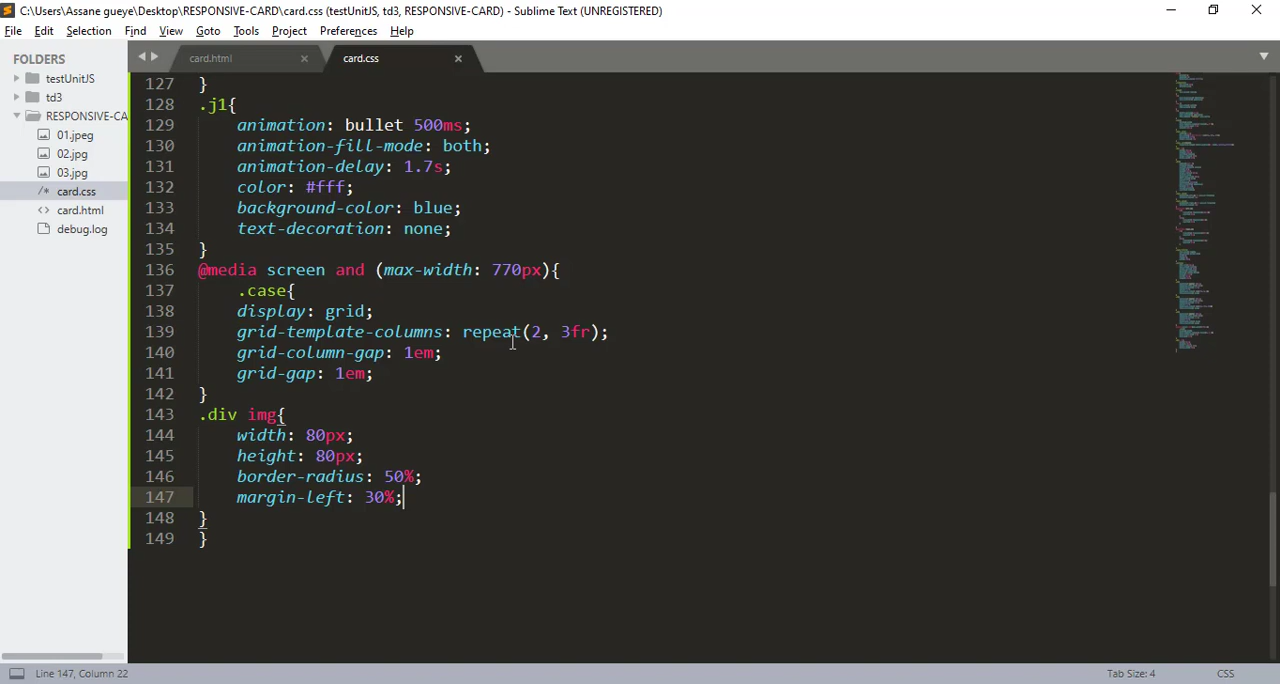 C:\Users\Assane gueye\Desktop\RESPONSIVE-CARD\card.css (testUnitJS, td3, RESPONSIVE-CARD) - Sublime Text (UNREGISTERED)
File Edit Selection Find View Goto Tools Project Preferences Help
FOLDERS
testUnitJS
td3
RESPONSIVE-CA
01.jpeg
02.jpg
03.jpg
/* card.css
<> card.html
debug.log
card.html × card.css ×
127 }
128 .j1{
129 animation: bullet 500ms;
130 animation-fill-mode: both;
131 animation-delay: 1.7s;
132 color: #fff;
133 background-color: blue;
134 text-decoration: none;
135 }
136 @media screen and (max-width: 770px){
137 .case{
138 display: grid;
139 grid-template-columns: repeat(2, 3fr);
140 grid-column-gap: 1em;
141 grid-gap: 1em;
142 }
143 .div img{
144 width: 80px;
145 height: 80px;
146 border-radius: 50%;
147 margin-left: 30%;
148 }
149 }
Line 147, Column 22
Tab Size: 4
CSS